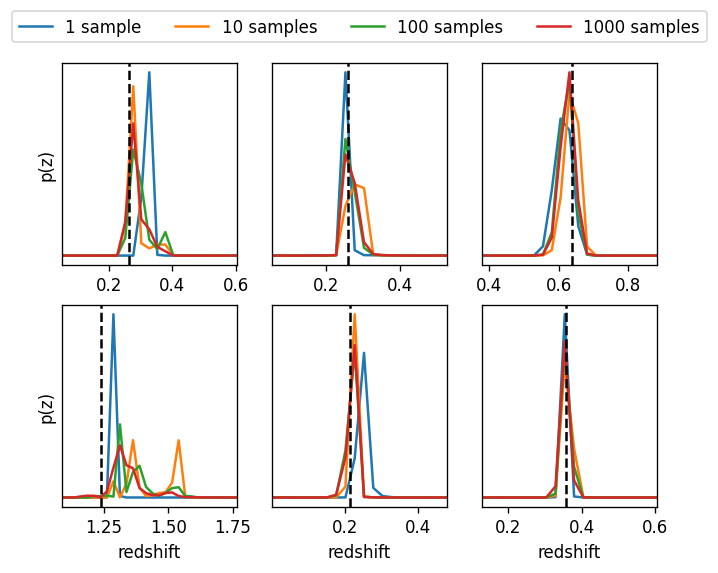 1 sample 10 samples 100 samples 1000 samples
p(z)
0.2 0.4 0.6 0.2 0.4 0.4 0.6 0.8
p(z)
1.25 1.50 1.75 0.2 0.4 0.2 0.4 0.6
redshift redshift redshift